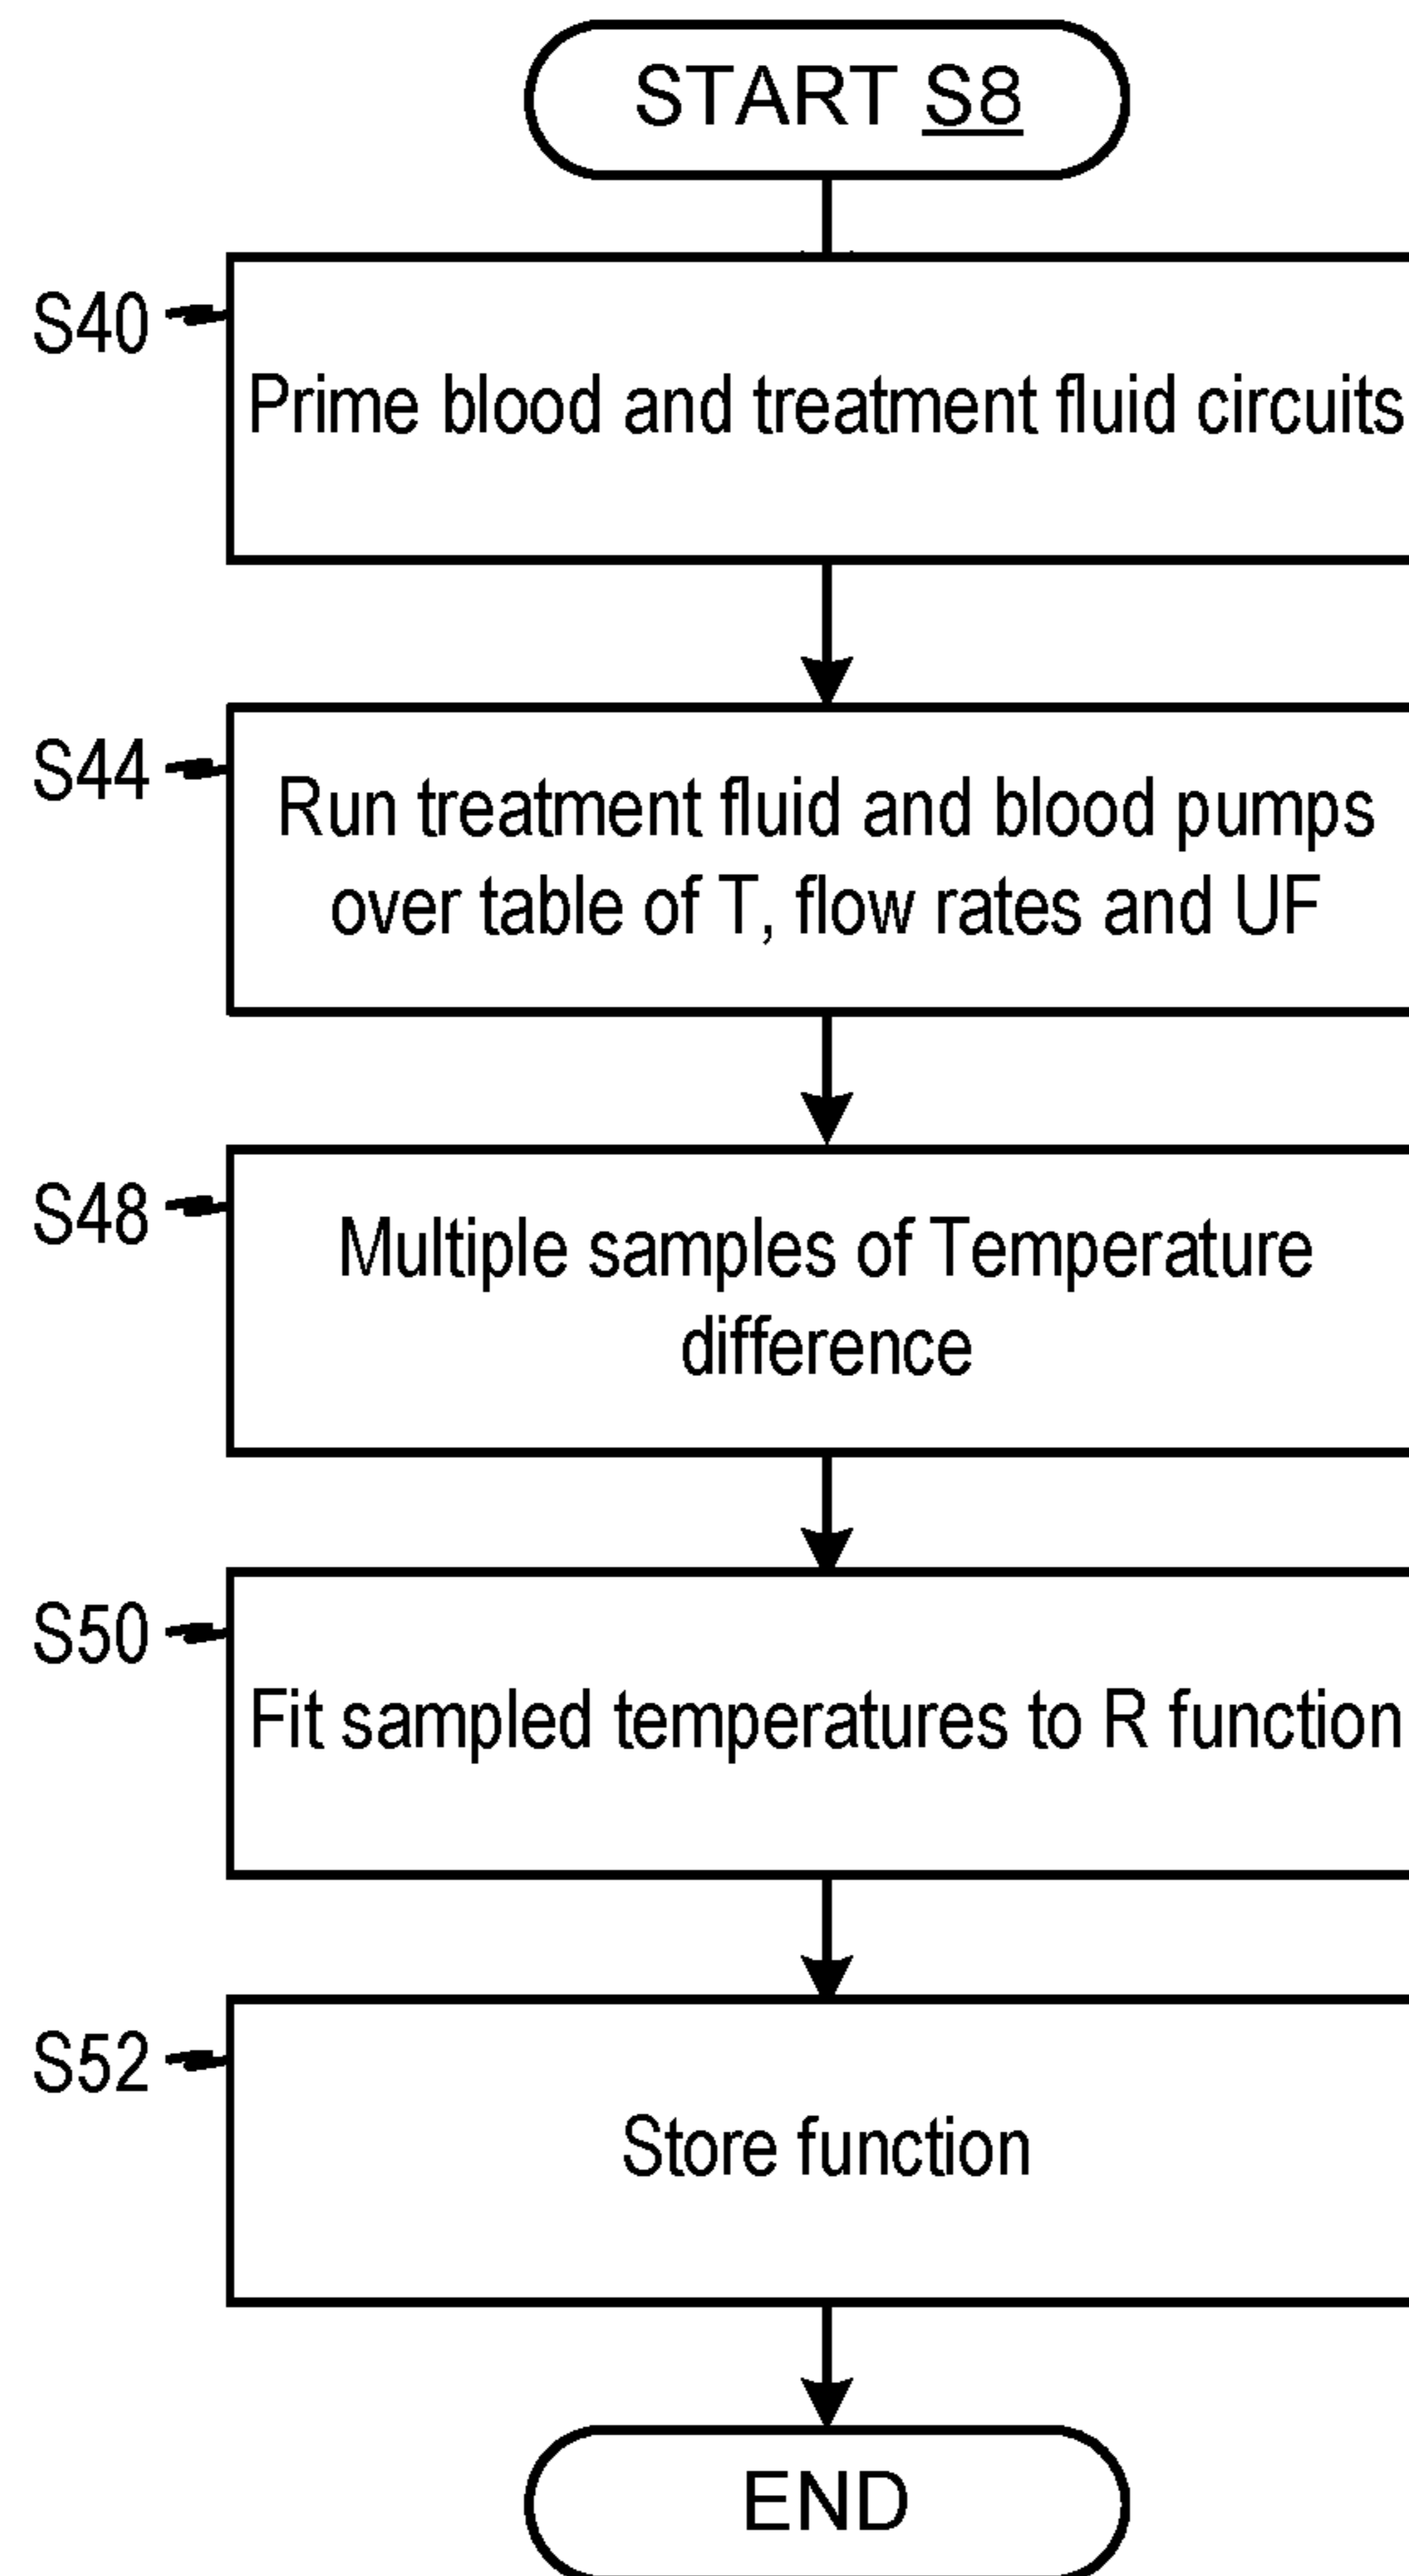 START S8
S40
Prime blood and treatment fluid circuits
S44
Run treatment fluid and blood pumps
over table of T, flow rates and UF
S48
Multiple samples of Temperature
difference
S50
Fit sampled temperatures to R function
S52
Store function
END